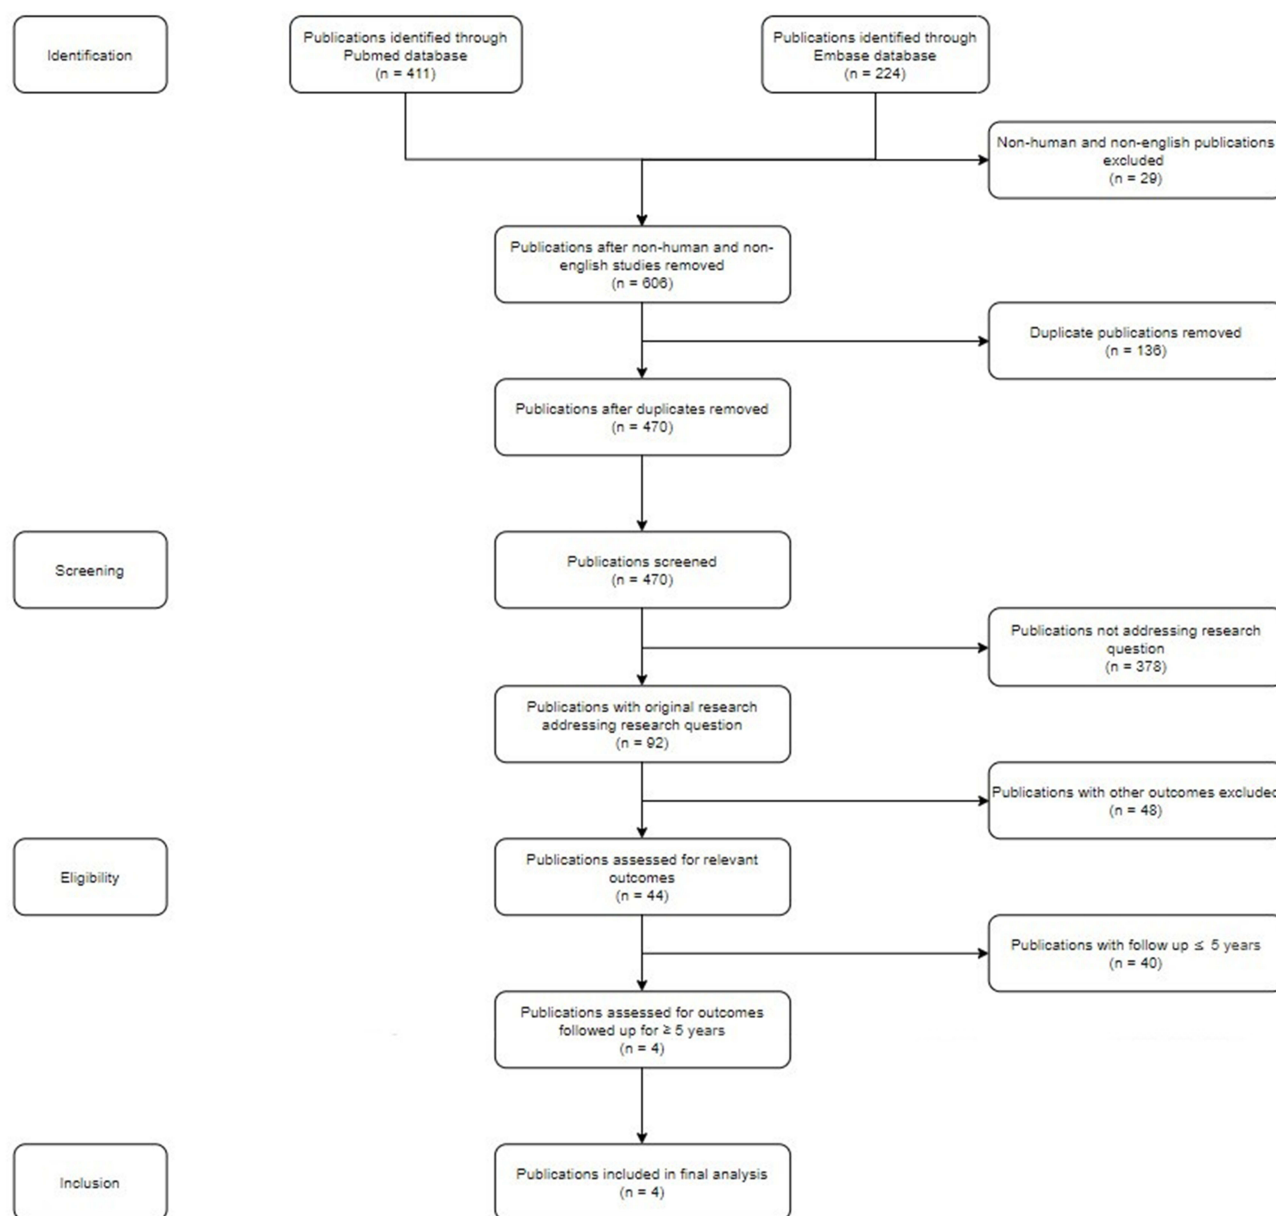 Identification
Publications identified through
Pubmed database
(n = 411)
Publications identified through
Embase database
(n = 224)
Non-human and non-english publications
excluded
(n = 29)
Publications after non-human and non-
english studies removed
(n = 606)
Duplicate publications removed
(n = 136)
Publications after duplicates removed
(n = 470)
Screening
Publications screened
(n = 470)
Publications not addressing research
question
(n = 378)
Publications with original research
addressing research question
(n = 92)
Publications with other outcomes excluded
(n = 48)
Eligibility
Publications assessed for relevant
outcomes
(n = 44)
Publications with follow up ≤ 5 years
(n = 40)
Publications assessed for outcomes
followed up for ≥ 5 years
(n = 4)
Inclusion
Publications included in final analysis
(n = 4)